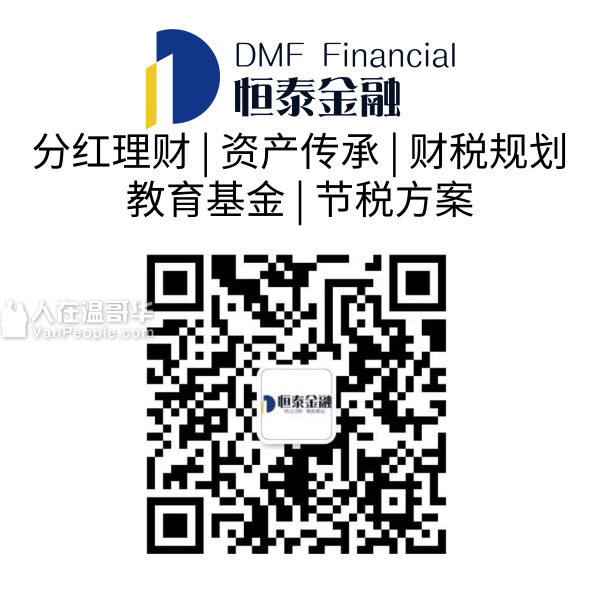 DMF Financial
恒泰金融
分红理财 | 资产传承 | 财税规划
教育基金 | 节税方案
人在温哥华
VanPeople.com
恒泰金融